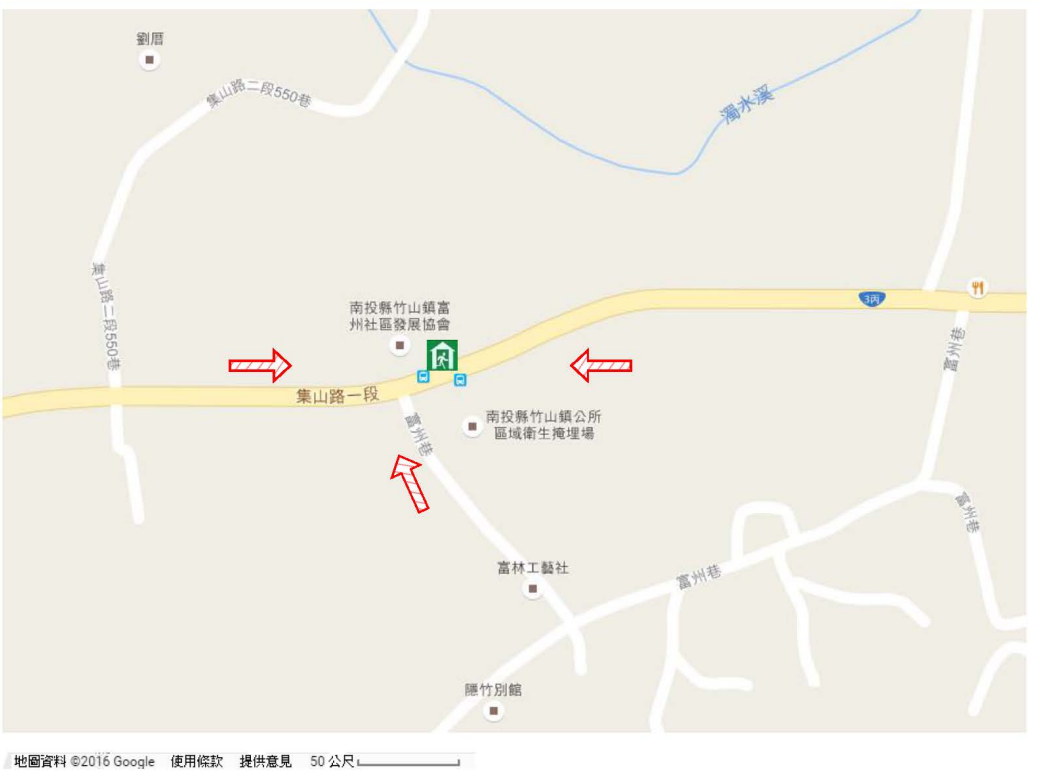 劉厝
集山路二段550巷
濁水溪
集山路二段550巷
3丙
南投縣竹山鎮富
州社區發展協會
富州巷
集山路一段
富州巷
南投縣竹山鎮公所
區域衛生掩埋場
富州巷
富林工藝社
富州巷
隱竹別館
地圖資料 ©2016 Google 使用條款 提供意見 50 公尺